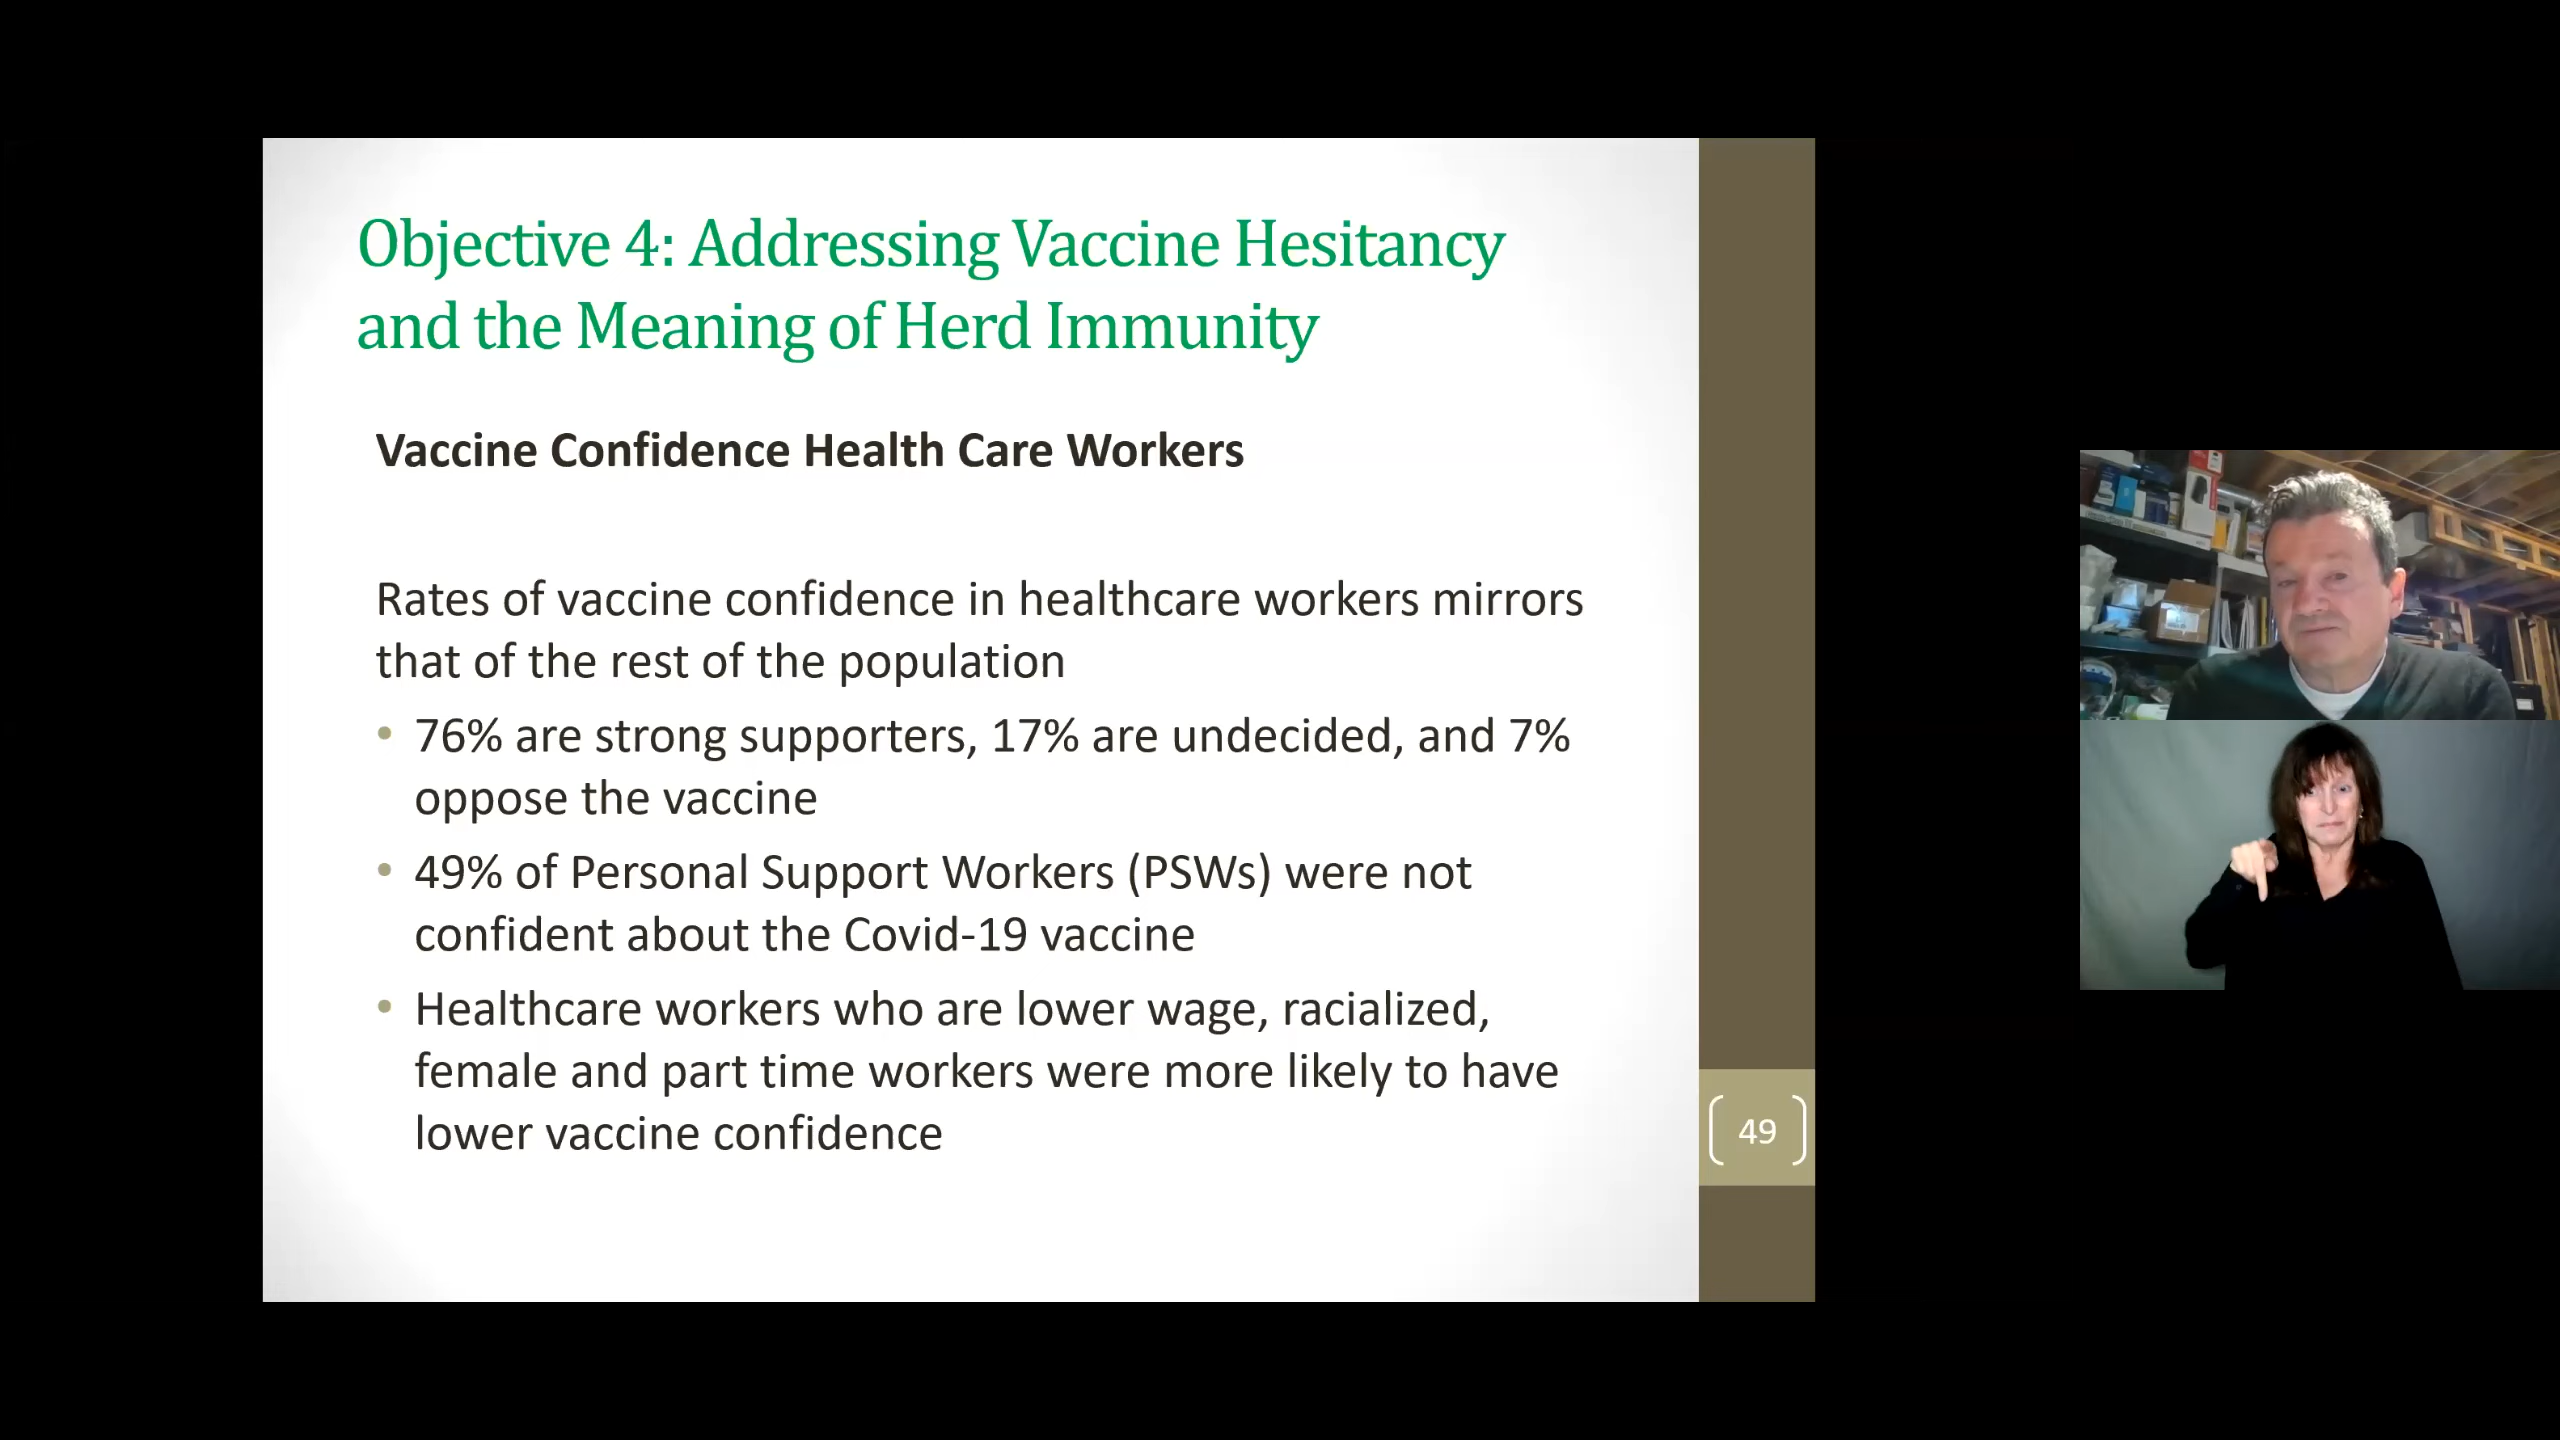 Objective 4: Addressing Vaccine Hesitancy
and the Meaning of Herd Immunity
Vaccine Confidence Health Care Workers
Rates of vaccine confidence in healthcare workers mirrors
that of the rest of the population
• 76% are strong supporters, 17% are undecided, and 7%
oppose the vaccine
• 49% of Personal Support Workers (PSWs) were not
confident about the Covid-19 vaccine
• Healthcare workers who are lower wage, racialized,
female and part time workers were more likely to have
lower vaccine confidence
49